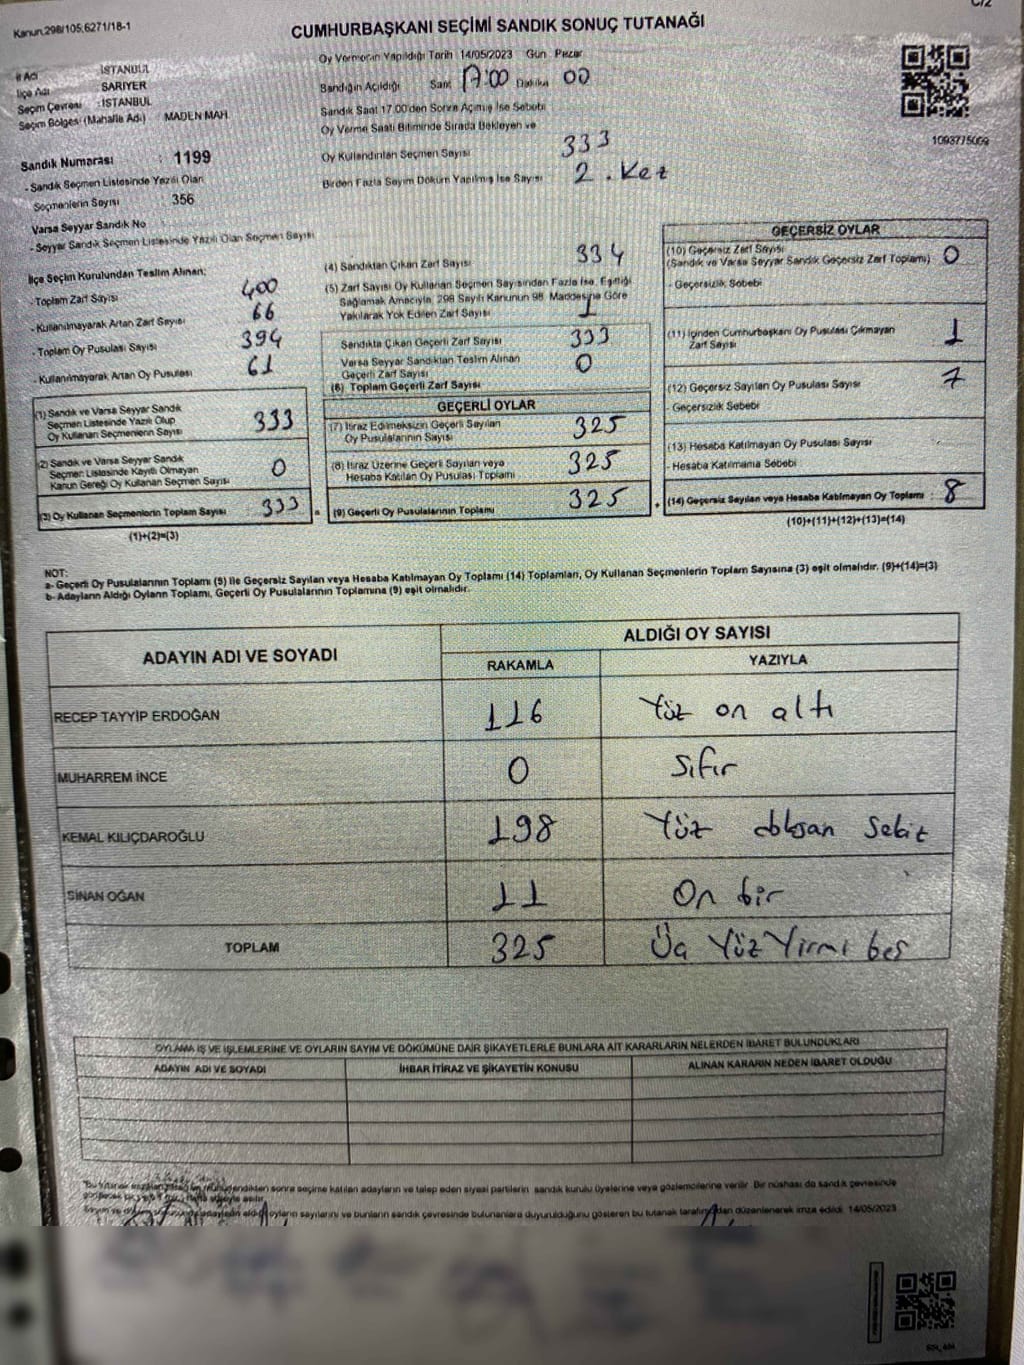 Kanun,298/105,6271/18-1
C/2
CUMHURBAŞKANI SEÇİMİ SANDIK SONUÇ TUTANAĞI
İl Adı : İSTANBUL
İlçe Adı : SARIYER
Seçim Çevresi : İSTANBUL
Seçim Bölgesi (Mahalle Adı) : MADEN MAH
Sandık Numarası : 1199
- Sandık Seçmen Listesinde Yazılı Olan
Seçmenlerin Sayısı : 356
Varsa Seyyar Sandık No
- Seyyar Sandık Seçmen Listesinde Yazılı Olan Seçmen Sayısı
Oy Vermenin Yapıldığı Tarih 14/05/2023 Gün Pazar
Sandığın Açıldığı Saat 17:00 Dakika 00
Sandık Saat 17.00'den Sonra Açılmış İse Sebebi
Oy Verme Saati Bitiminde Sırada Bekleyen ve
Oy Kullandırılan Seçmen Sayısı 333
Birden Fazla Sayım Döküm Yapılmış İse Sayısı : 2. Kez
1093775009
İlçe Seçim Kurulundan Teslim Alınan;
- Toplam Zarf Sayısı 400
- Kullanılmayarak Artan Zarf Sayısı 66
- Toplam Oy Pusulası Sayısı 394
- Kullanılmayarak Artan Oy Pusulası 61
(1) Sandık ve Varsa Seyyar Sandık
Seçmen Listesinde Yazılı Olup
Oy Kullanan Seçmenlerin Sayısı 333
(2) Sandık ve Varsa Seyyar Sandık
Seçmen Listesinde Kayıtlı Olmayan
Kanun Gereği Oy Kullanan Seçmen Sayısı 0
(3) Oy Kullanan Seçmenlerin Toplam Sayısı 333
(1)+(2)=(3)
(4) Sandıktan Çıkan Zarf Sayısı 334
(5) Zarf Sayısı Oy Kullanan Seçmen Sayısından Fazla İse, Eşitliği
Sağlamak Amacıyla, 298 Sayılı Kanunun 98. Maddesine Göre
Yakılarak Yok Edilen Zarf Sayısı 1
Sandıkta Çıkan Geçerli Zarf Sayısı 333
Varsa Seyyar Sandıktan Teslim Alınan
Geçerli Zarf Sayısı 0
(6) Toplam Geçerli Zarf Sayısı
GEÇERLİ OYLAR
(7) İtiraz Edilmeksizin Geçerli Sayılan
Oy Pusulalarının Sayısı 325
(8) İtiraz Üzerine Geçerli Sayılan veya
Hesaba Katılan Oy Pusulası Toplamı 325
= (9) Geçerli Oy Pusulalarının Toplamı 325
GEÇERSİZ OYLAR
(10) Geçersiz Zarf Sayısı
(Sandık ve Varsa Seyyar Sandık Geçersiz Zarf Toplamı) 0
- Geçersizlik Sebebi
(11) İçinden Cumhurbaşkanı Oy Pusulası Çıkmayan
Zarf Sayısı 1
(12) Geçersiz Sayılan Oy Pusulası Sayısı 7
- Geçersizlik Sebebi
(13) Hesaba Katılmayan Oy Pusulası Sayısı
- Hesaba Katılmama Sebebi
+ (14) Geçersiz Sayılan veya Hesaba Katılmayan Oy Toplamı : 8
(10)+(11)+(12)+(13)=(14)
NOT:
a- Geçerli Oy Pusulalarının Toplamı (9) ile Geçersiz Sayılan veya Hesaba Katılmayan Oy Toplamı (14) Toplamları, Oy Kullanan Seçmenlerin Toplam Sayısına (3) eşit olmalıdır. (9)+(14)=(3)
b- Adayların Aldığı Oyların Toplamı, Geçerli Oy Pusulalarının Toplamına (9) eşit olmalıdır.
ADAYIN ADI VE SOYADI
ALDIĞI OY SAYISI
RAKAMLA YAZIYLA
RECEP TAYYİP ERDOĞAN 116 Yüz on altı
MUHARREM İNCE 0 Sıfır
KEMAL KILIÇDAROĞLU 198 Yüz doksan Sekiz
SİNAN OĞAN 11 On bir
TOPLAM 325 Üç Yüz Yirmi beş
OYLAMA İŞ VE İŞLEMLERİNE VE OYLARIN SAYIM VE DÖKÜMÜNE DAİR ŞİKAYETLERLE BUNLARA AİT KARARLARIN NELERDEN İBARET BULUNDUKLARI
ADAYIN ADI VE SOYADI İHBAR İTİRAZ VE ŞİKAYETİN KONUSU ALINAN KARARIN NEDEN İBARET OLDUĞU
sonra seçime katılan adayların ve talep eden siyasi partilerin sandık kurulu üyelerine veya gözlemcilerine verilir. Bir nüshası da sandık çevresinde
oyların sayılarını ve bunların sandık çevresinde bulunanlara duyurulduğunu gösteren bu tutanak tarafımızdan düzenlenerek imza edildi. 14/05/2023